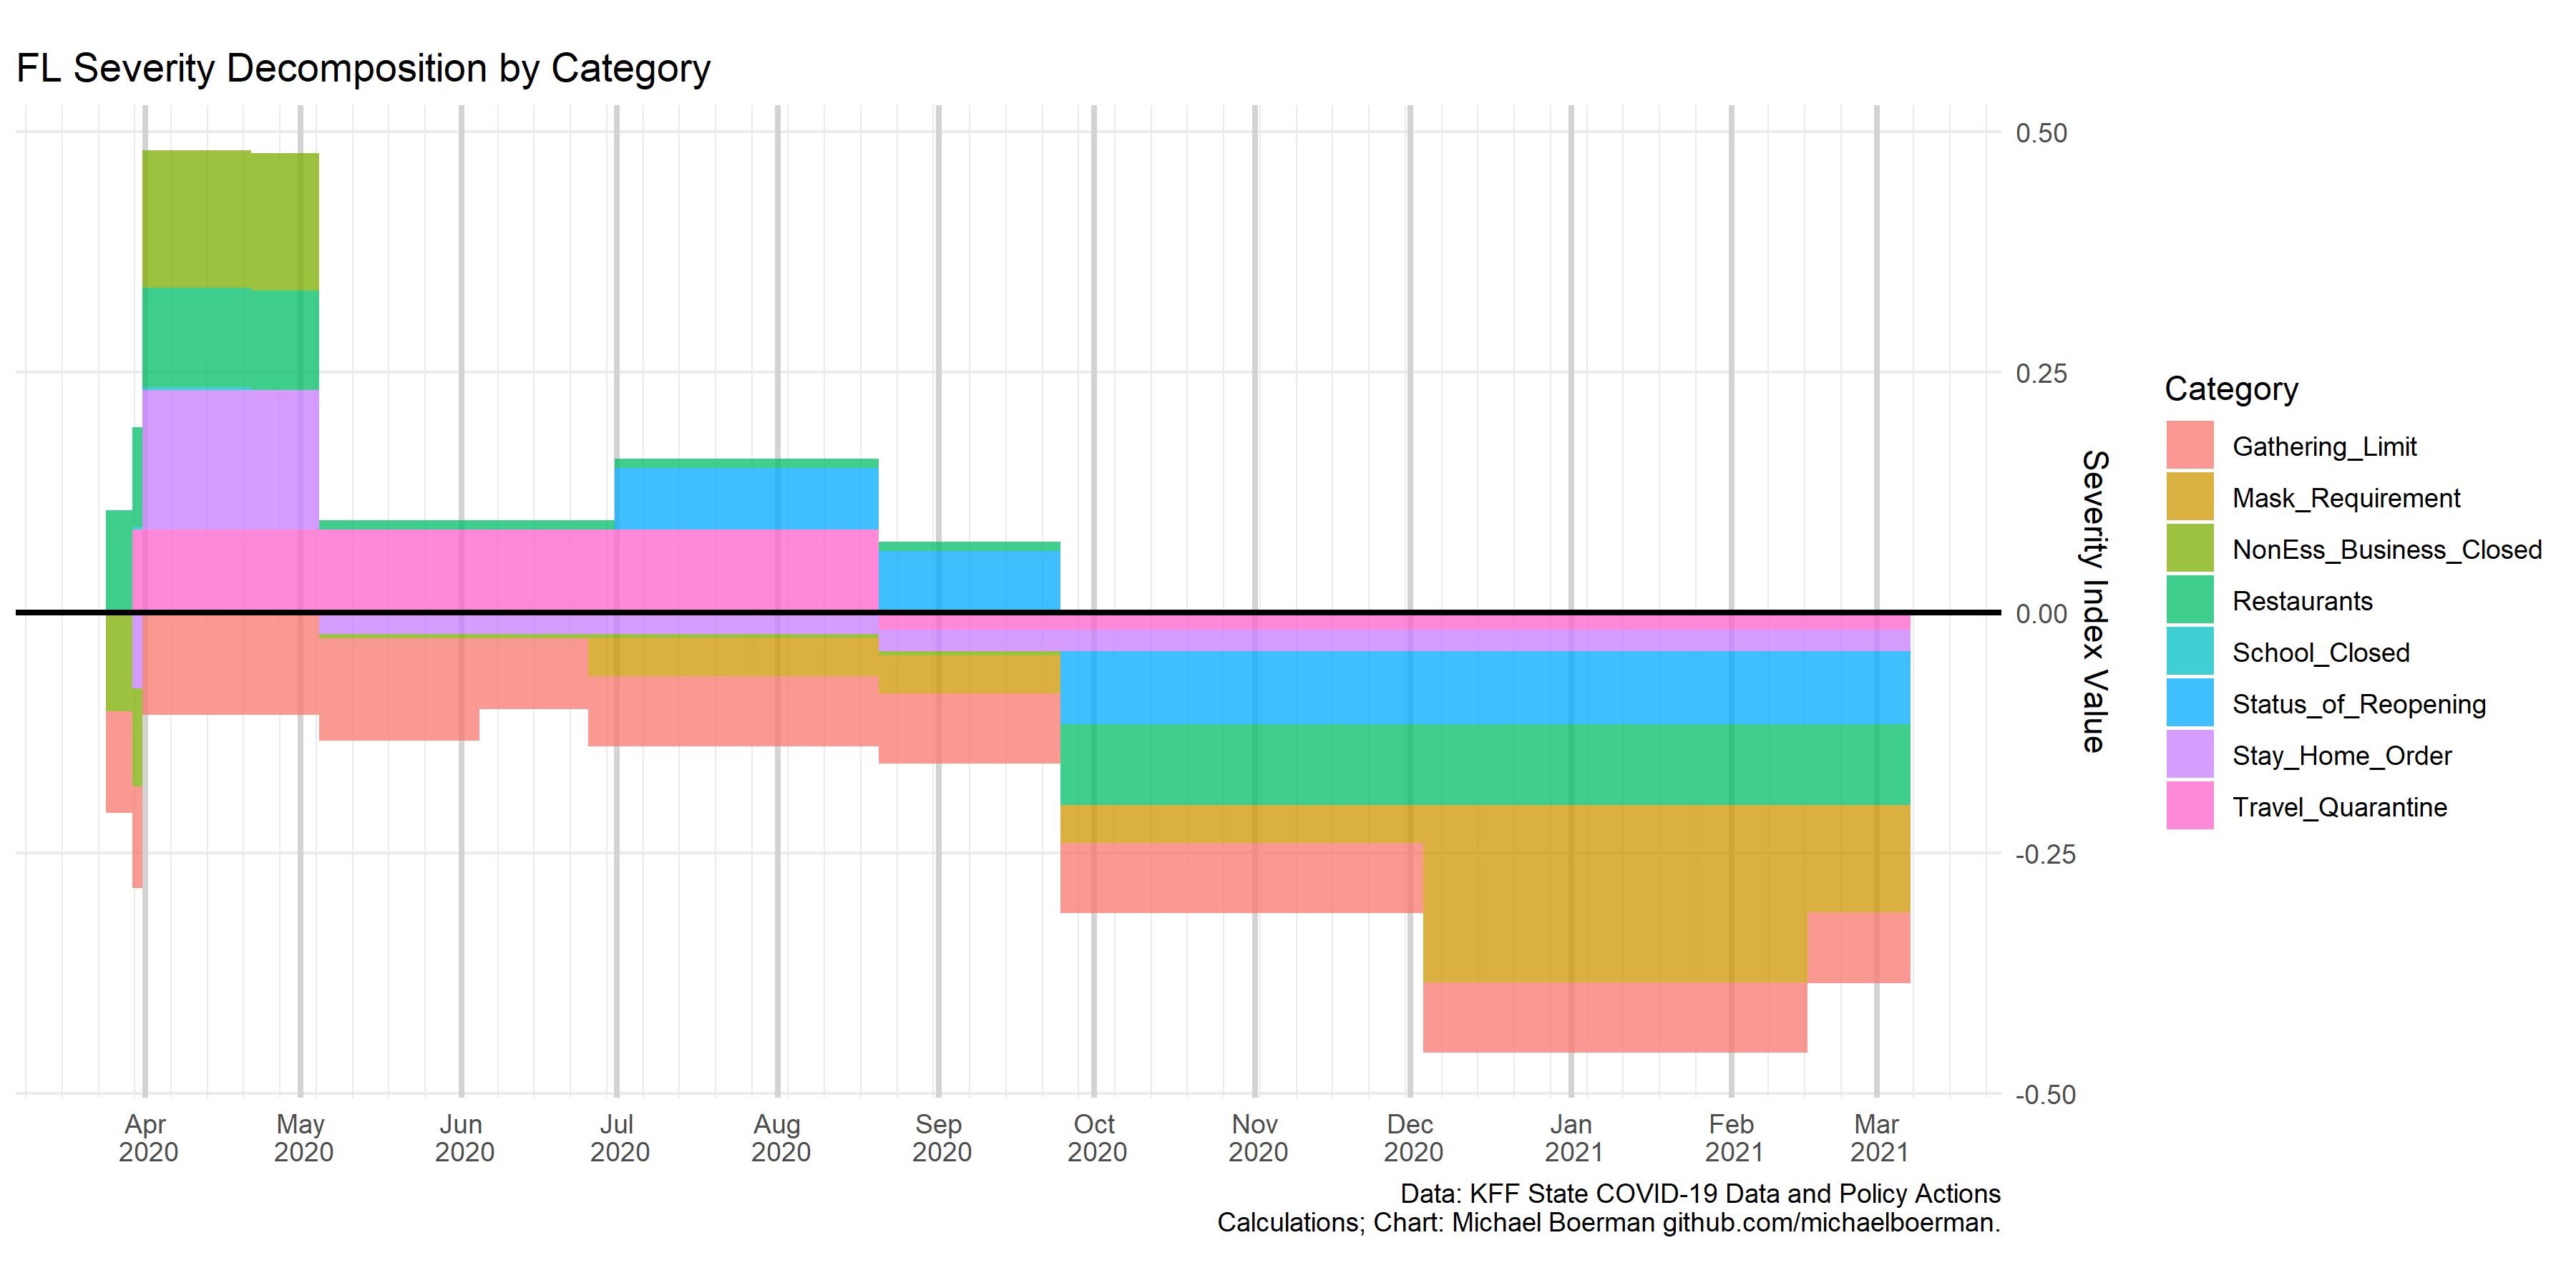 FL Severity Decomposition by Category
0.50
0.25
0.00
-0.25
-0.50
Severity Index Value
Apr
2020
May
2020
Jun
2020
Jul
2020
Aug
2020
Sep
2020
Oct
2020
Nov
2020
Dec
2020
Jan
2021
Feb
2021
Mar
2021
Category
Gathering_Limit
Mask_Requirement
NonEss_Business_Closed
Restaurants
School_Closed
Status_of_Reopening
Stay_Home_Order
Travel_Quarantine
Data: KFF State COVID-19 Data and Policy Actions
Calculations; Chart: Michael Boerman github.com/michaelboerman.